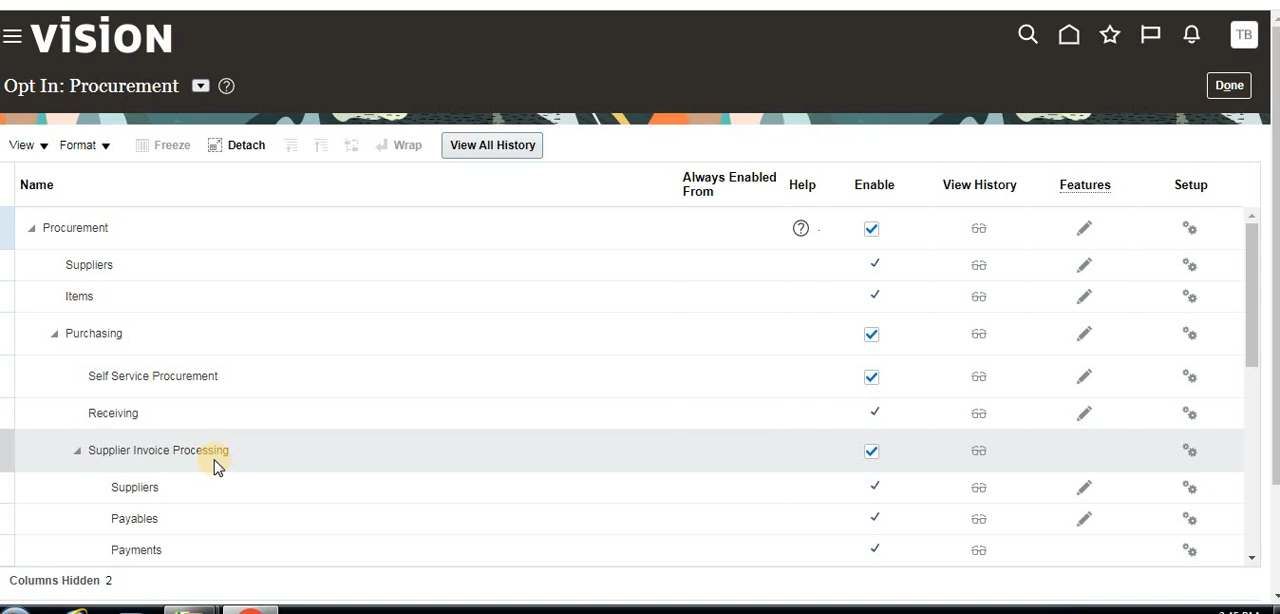 VISION
TB
Opt In: Procurement
Done
View Format Freeze Detach Wrap View All History
Name Always Enabled From Help Enable View History Features Setup
Procurement
Suppliers
Items
Purchasing
Self Service Procurement
Receiving
Supplier Invoice Processing
Suppliers
Payables
Payments
Columns Hidden 2